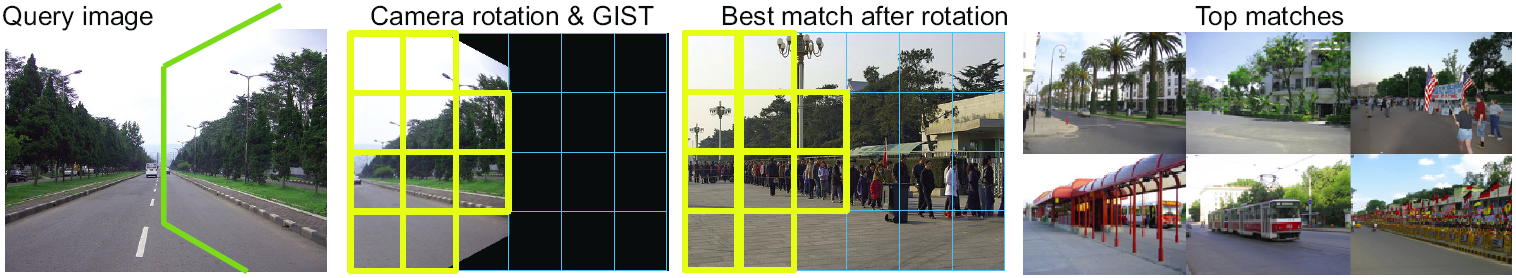 Query image
Camera rotation & GIST
Best match after rotation
Top matches